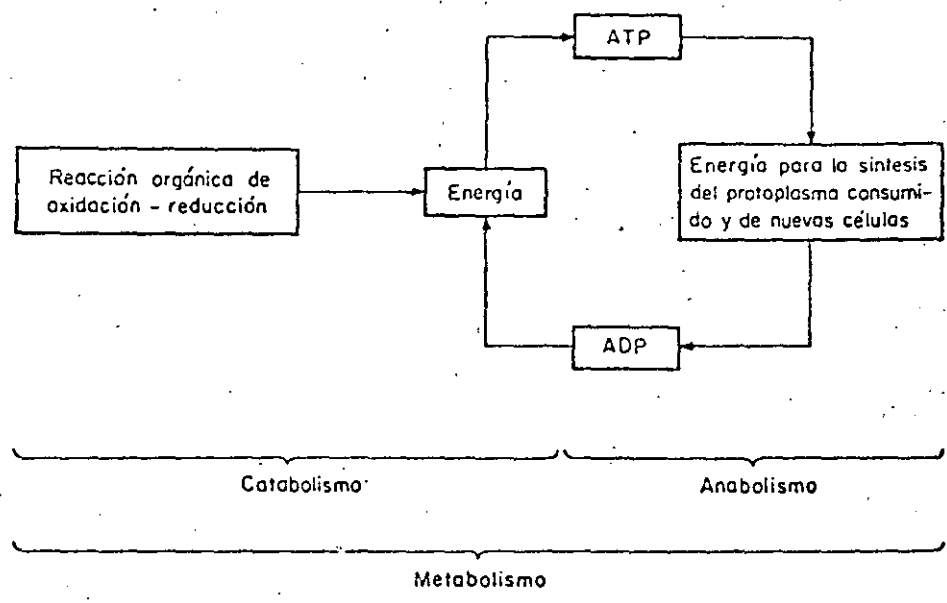 ATP
Reacción orgánica de
oxidación - reducción
Energía
Energía para la síntesis
del protoplasma consumi-
do y de nuevas células
ADP
Catabolismo
Anabolismo
Metabolismo